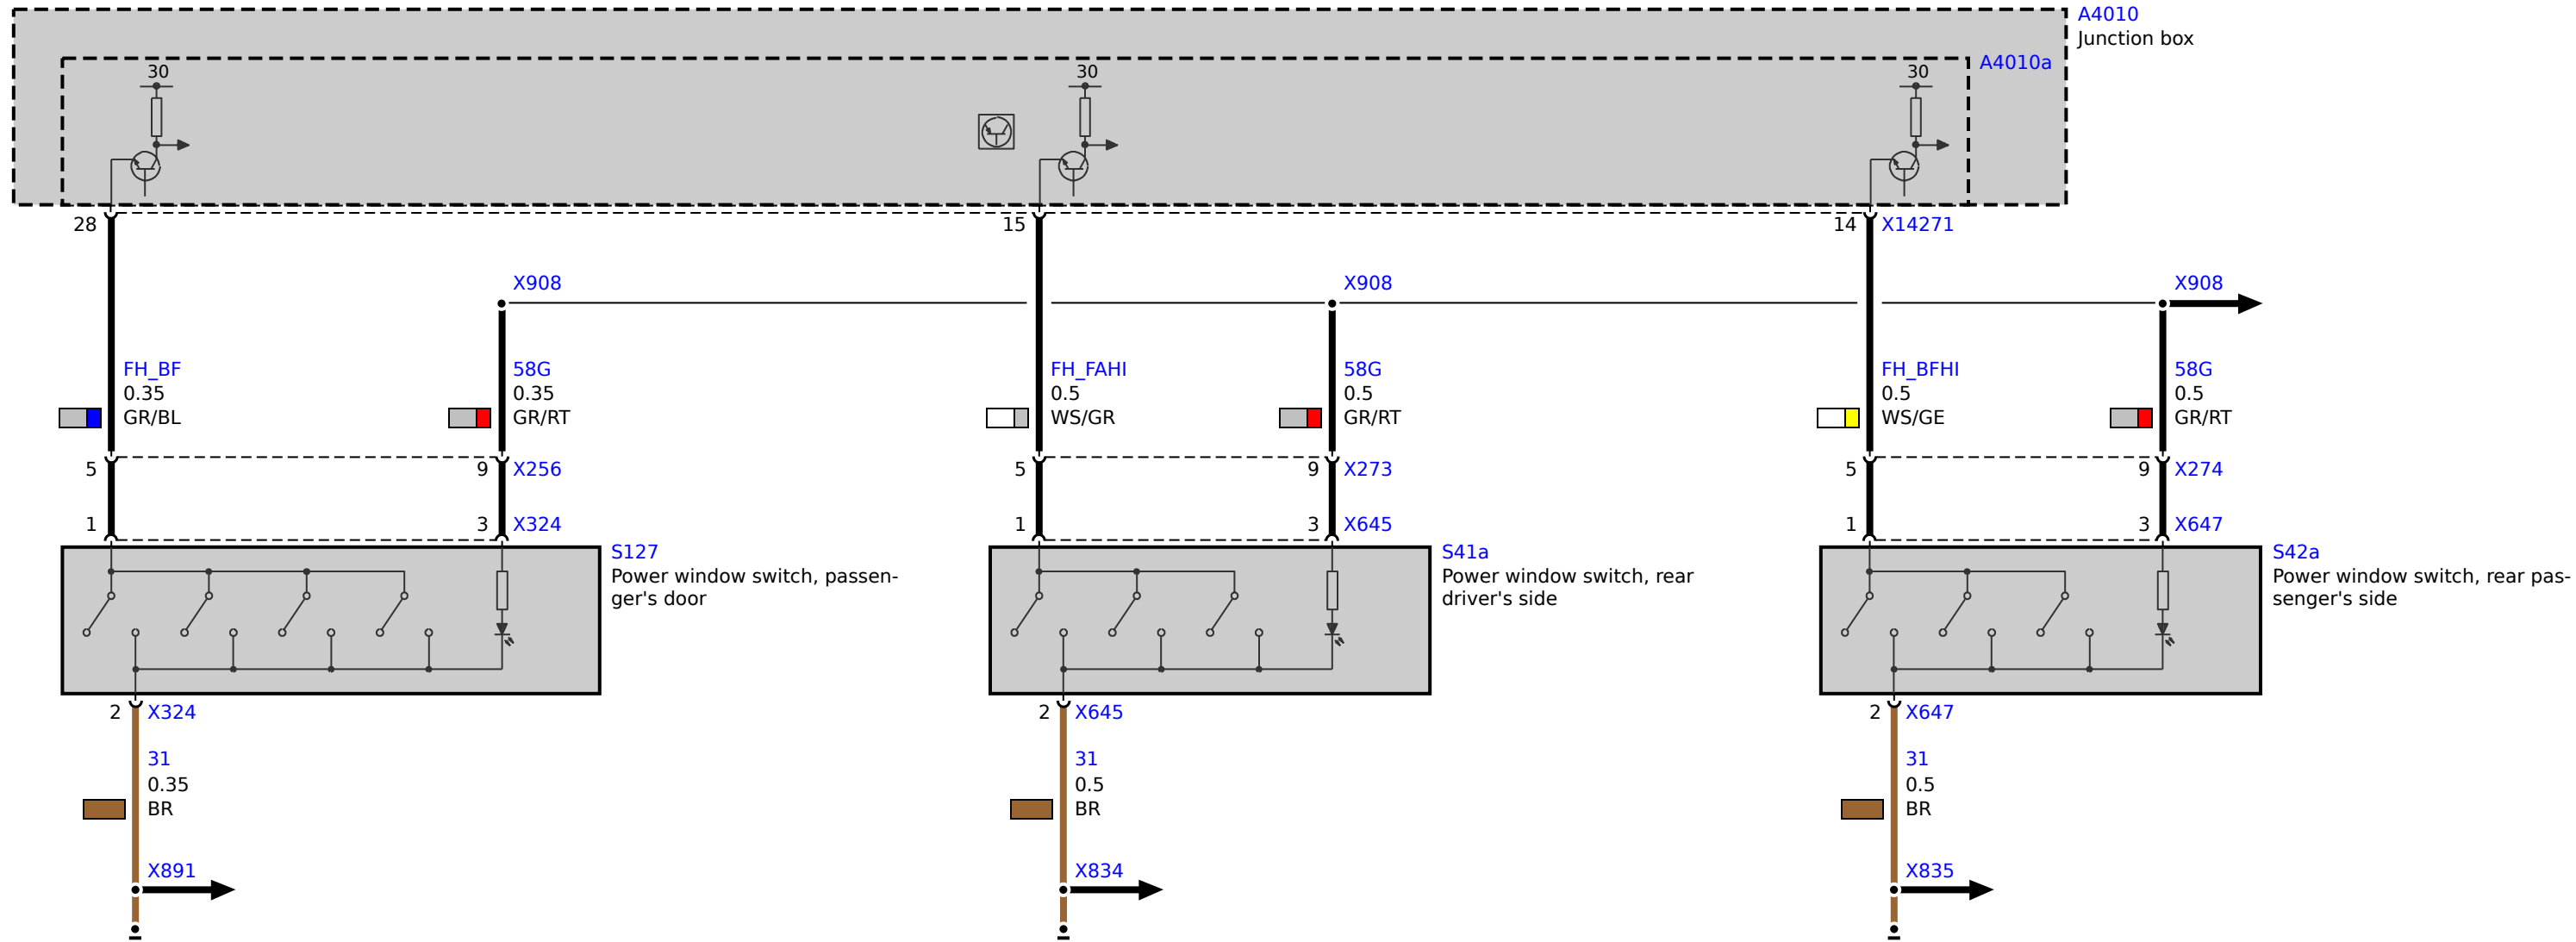 A4010
Junction box
A4010a
30 30 30
28 15 14 X14271
X908 X908 X908
FH_BF 58G FH_FAHI 58G FH_BFHI 58G
0.35 0.35 0.5 0.5 0.5 0.5
GR/BL GR/RT WS/GR GR/RT WS/GE GR/RT
5 9 X256 5 9 X273 5 9 X274
1 3 X324 1 3 X645 1 3 X647
S127
Power window switch, passen-
ger's door
S41a
Power window switch, rear
driver's side
S42a
Power window switch, rear pas-
senger's side
2 X324 2 X645 2 X647
31 31 31
0.35 0.5 0.5
BR BR BR
X891 X834 X835